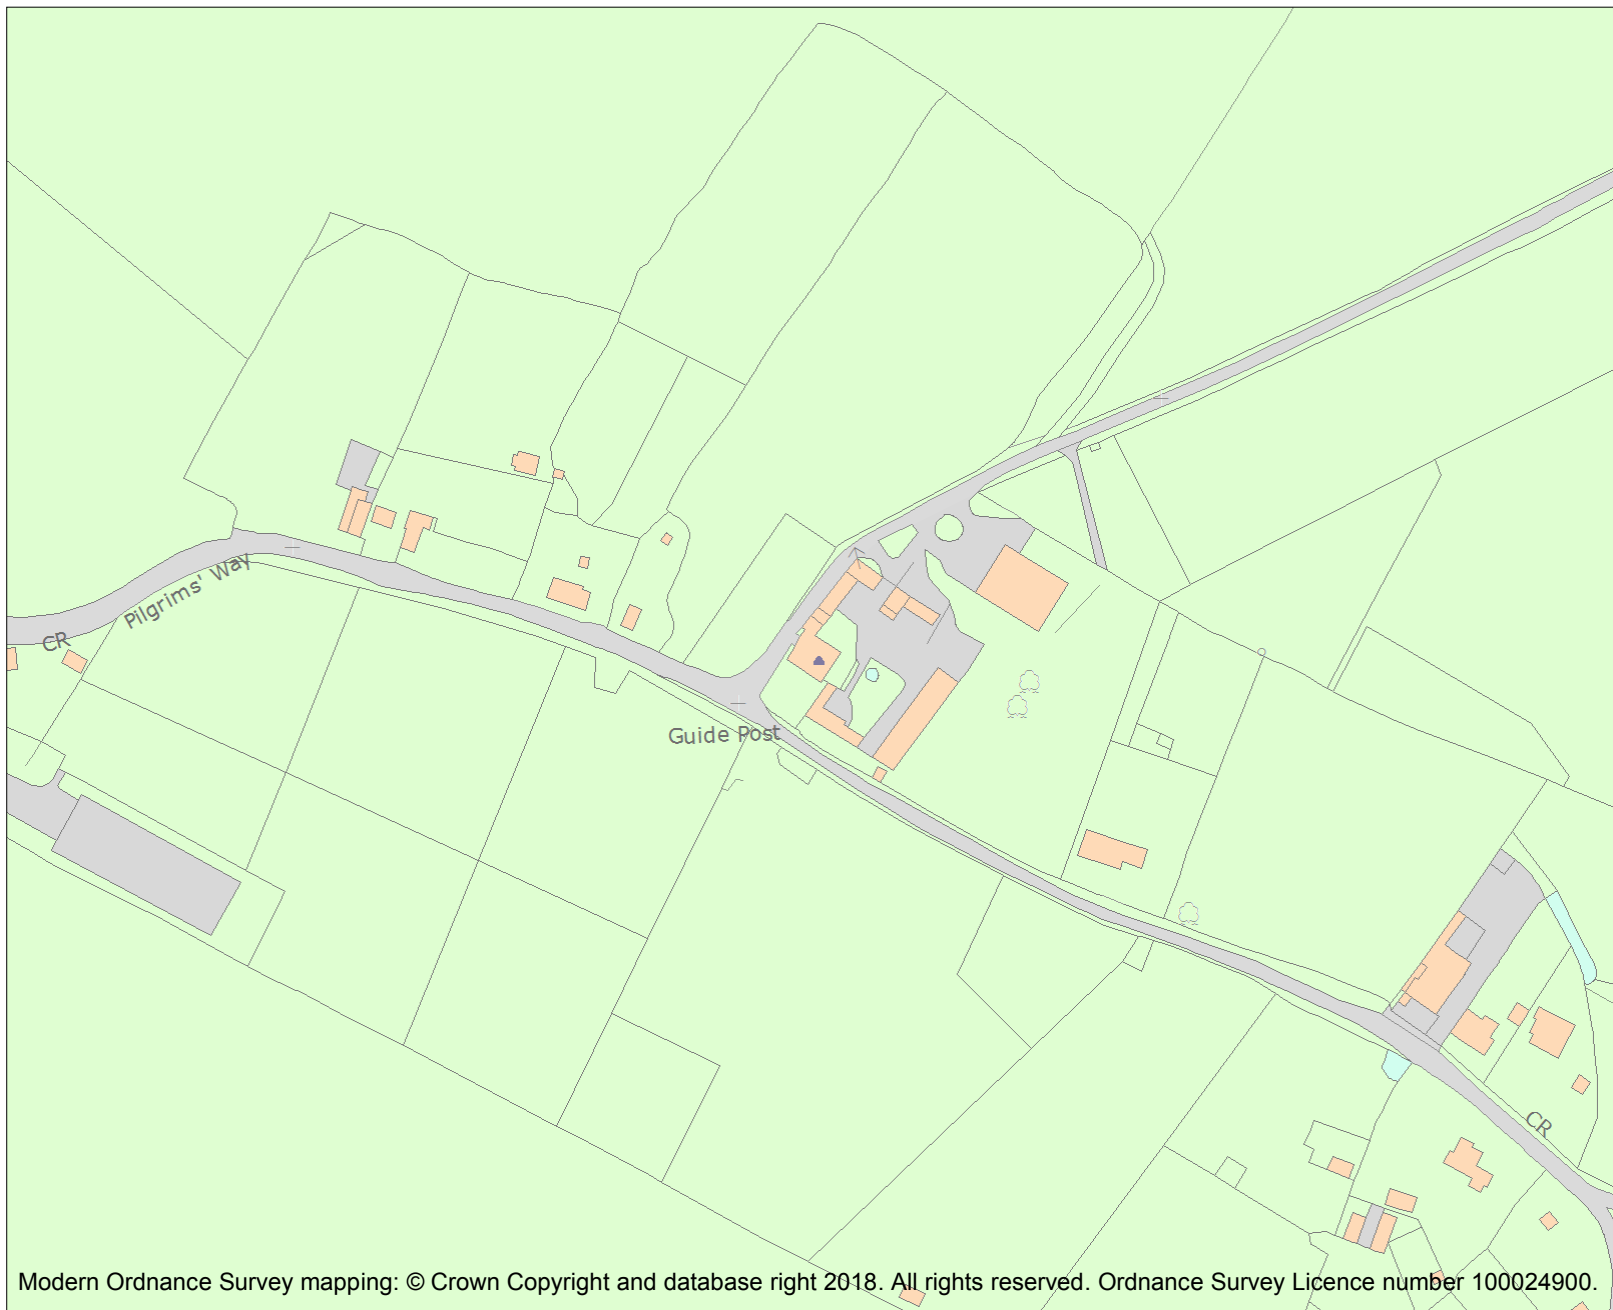 Pilgrims' Way
CR
Guide Post
CR
Modern Ordnance Survey mapping: © Crown Copyright and database right 2018. All rights reserved. Ordnance Survey Licence number 100024900.